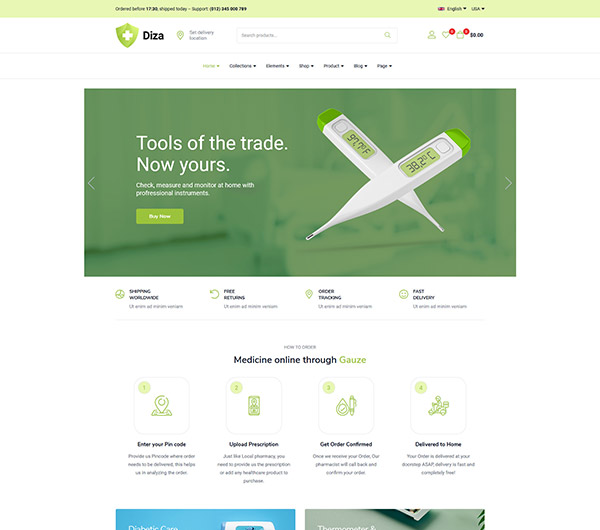 Ordered before 17:30, shipped today – Support: (012) 345 000 789
English
USA
Diza
Set delivery
location
Search products...
0
0
$0.00
Home
Collections
Elements
Shop
Product
Blog
Page
Tools of the trade.
Now yours.
Check, measure and monitor at home with
professional instruments.
Buy Now
97.7°F
38.2°C
SHIPPING
WORLDWIDE
Ut enim ad minim veniam
FREE
RETURNS
Ut enim ad minim veniam
ORDER
TRACKING
Ut enim ad minim veniam
FAST
DELIVERY
Ut enim ad minim veniam
HOW TO ORDER
Medicine online through Gauze
1
Enter your Pin code
Provide us Pincode where order
needs to be delivered, this helps
us in analyzing the order.
2
Upload Prescription
Just like Local pharmacy, you
need to provide us the prescription
or add any healthcare product to
purchase.
3
Get Order Confirmed
Once we receive your Order, Our
pharmacist will call back and
confirm your order.
4
Delivered to Home
Your Order is delivered at your
doorstep ASAP, delivery is fast and
completely free!
Diabetic Care
Thermometer &